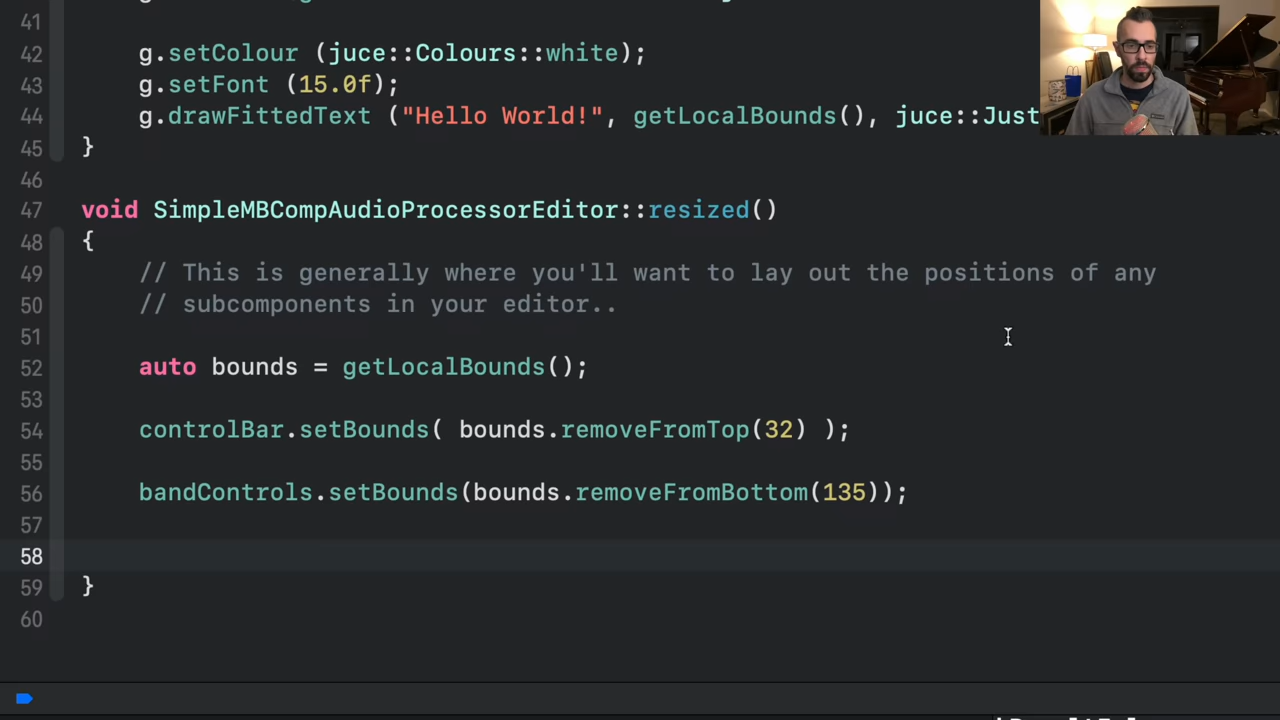 41
42 g.setColour (juce::Colours::white);
43 g.setFont (15.0f);
44 g.drawFittedText ("Hello World!", getLocalBounds(), juce::Just
45 }
46
47 void SimpleMBCompAudioProcessorEditor::resized()
48 {
49 // This is generally where you'll want to lay out the positions of any
50 // subcomponents in your editor..
51
52 auto bounds = getLocalBounds();
53
54 controlBar.setBounds( bounds.removeFromTop(32) );
55
56 bandControls.setBounds(bounds.removeFromBottom(135));
57
58
59 }
60